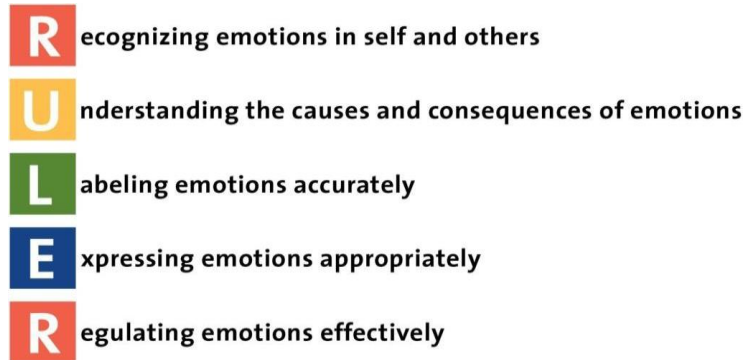 Recognizing emotions in self and others
Understanding the causes and consequences of emotions
Labeling emotions accurately
Expressing emotions appropriately
Regulating emotions effectively